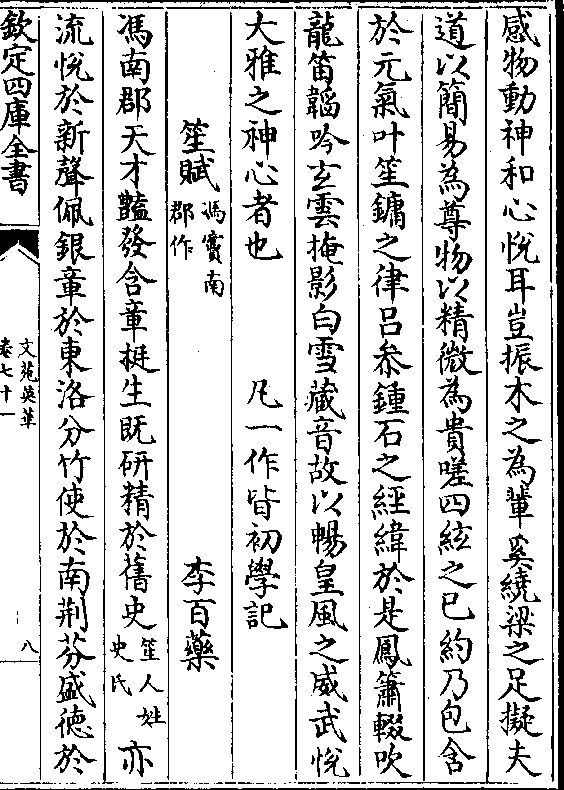 感物動神和心悅耳豈振木之為輩奚繞梁之足擬夫
道以簡易為尊物以精微為貴嗟四絃之已約乃包含
於元氣叶笙鏞之律吕叅鍾石之經緯於是鳳簫輟吹
龍笛韜吟玄雲掩影白雪藏音故以暢皇風之威武悅
大雅之神心者也　凡一作皆初學記
笙賦馮寳南郡作　李百藥
馮南郡天才豔發含章挺生既研精於舊史笙人姓史氏亦
流悅於新聲佩銀章於東洛分竹使於南荆芬盛徳於
欽定四庫全書
文苑英華
卷七十一
八